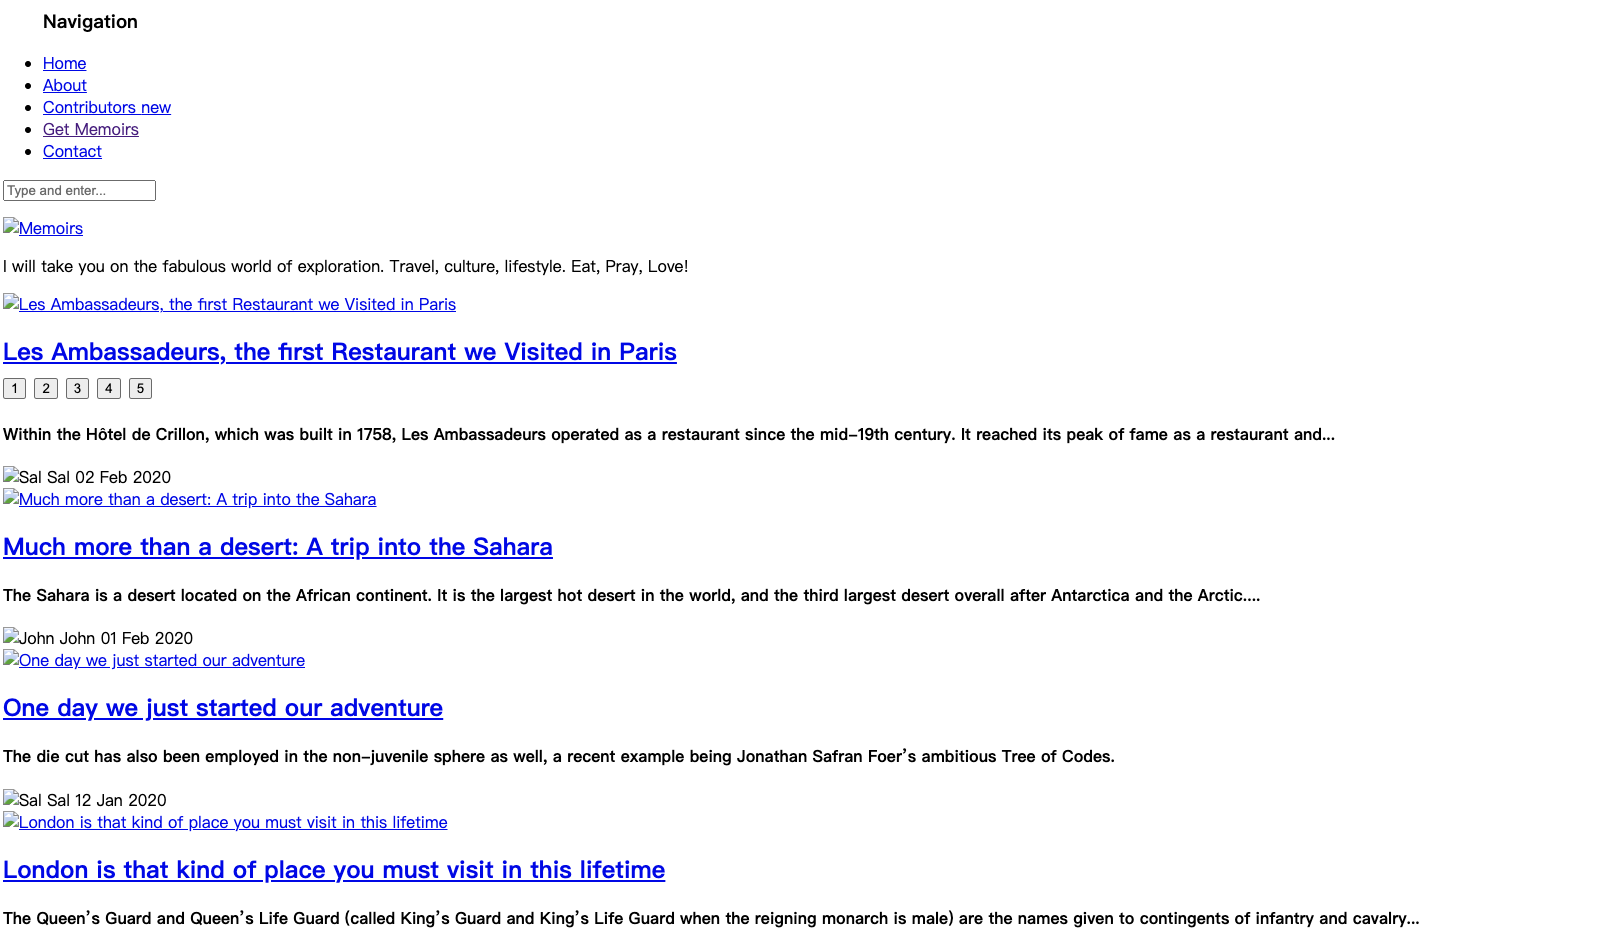 Navigation
Home
About
Contributors new
Get Memoirs
Contact
Type and enter...
Memoirs
I will take you on the fabulous world of exploration. Travel, culture, lifestyle. Eat, Pray, Love!
Les Ambassadeurs, the first Restaurant we Visited in Paris
Les Ambassadeurs, the first Restaurant we Visited in Paris
1 2 3 4 5
Within the Hôtel de Crillon, which was built in 1758, Les Ambassadeurs operated as a restaurant since the mid-19th century. It reached its peak of fame as a restaurant and...
Sal Sal 02 Feb 2020
Much more than a desert: A trip into the Sahara
Much more than a desert: A trip into the Sahara
The Sahara is a desert located on the African continent. It is the largest hot desert in the world, and the third largest desert overall after Antarctica and the Arctic....
John John 01 Feb 2020
One day we just started our adventure
One day we just started our adventure
The die cut has also been employed in the non-juvenile sphere as well, a recent example being Jonathan Safran Foer’s ambitious Tree of Codes.
Sal Sal 12 Jan 2020
London is that kind of place you must visit in this lifetime
London is that kind of place you must visit in this lifetime
The Queen’s Guard and Queen’s Life Guard (called King’s Guard and King’s Life Guard when the reigning monarch is male) are the names given to contingents of infantry and cavalry...